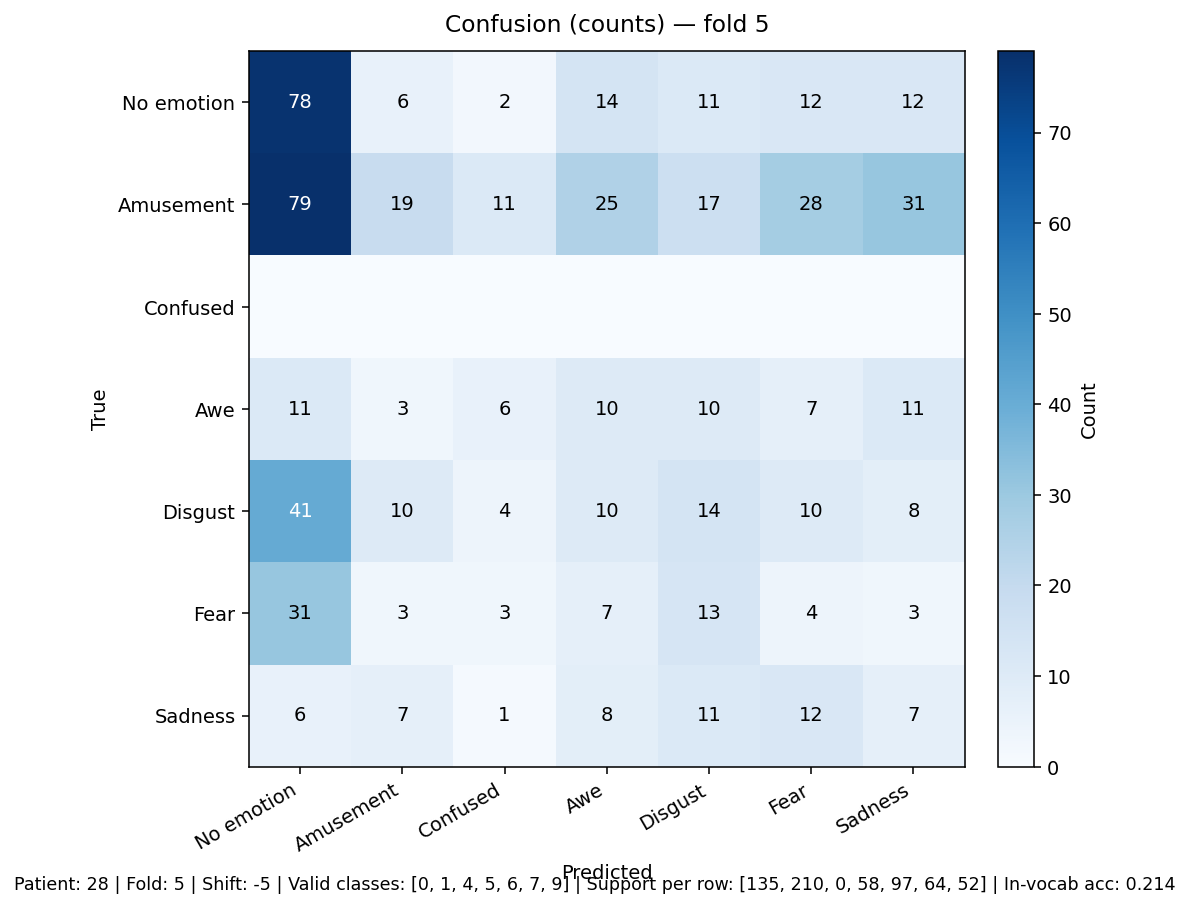 Confusion (counts) — fold 5
No emotion 78 6 2 14 11 12 12
Amusement 79 19 11 25 17 28 31
Confused
Awe 11 3 6 10 10 7 11
Disgust 41 10 4 10 14 10 8
Fear 31 3 3 7 13 4 3
Sadness 6 7 1 8 11 12 7
True
No emotion Amusement Confused Awe Disgust Fear Sadness
Predicted
70
60
50
40
30
20
10
0
Count
Patient: 28 | Fold: 5 | Shift: -5 | Valid classes: [0, 1, 4, 5, 6, 7, 9] | Support per row: [135, 210, 0, 58, 97, 64, 52] | In-vocab acc: 0.214